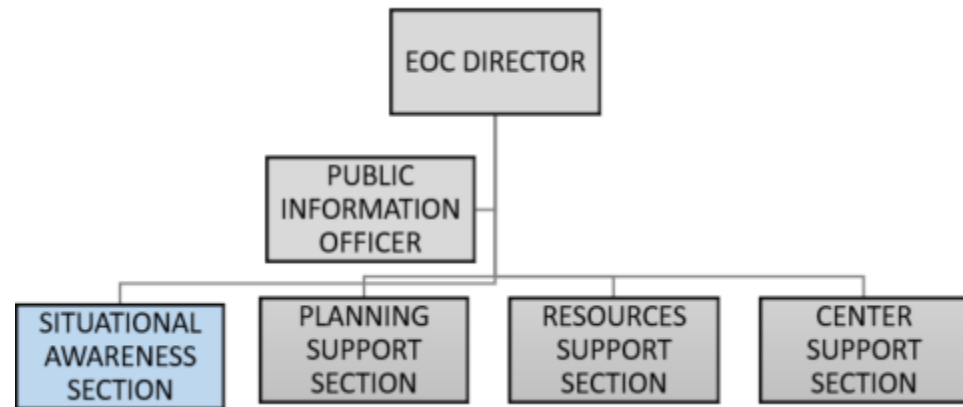 EOC DIRECTOR
PUBLIC
INFORMATION
OFFICER
SITUATIONAL
AWARENESS
SECTION
PLANNING
SUPPORT
SECTION
RESOURCES
SUPPORT
SECTION
CENTER
SUPPORT
SECTION